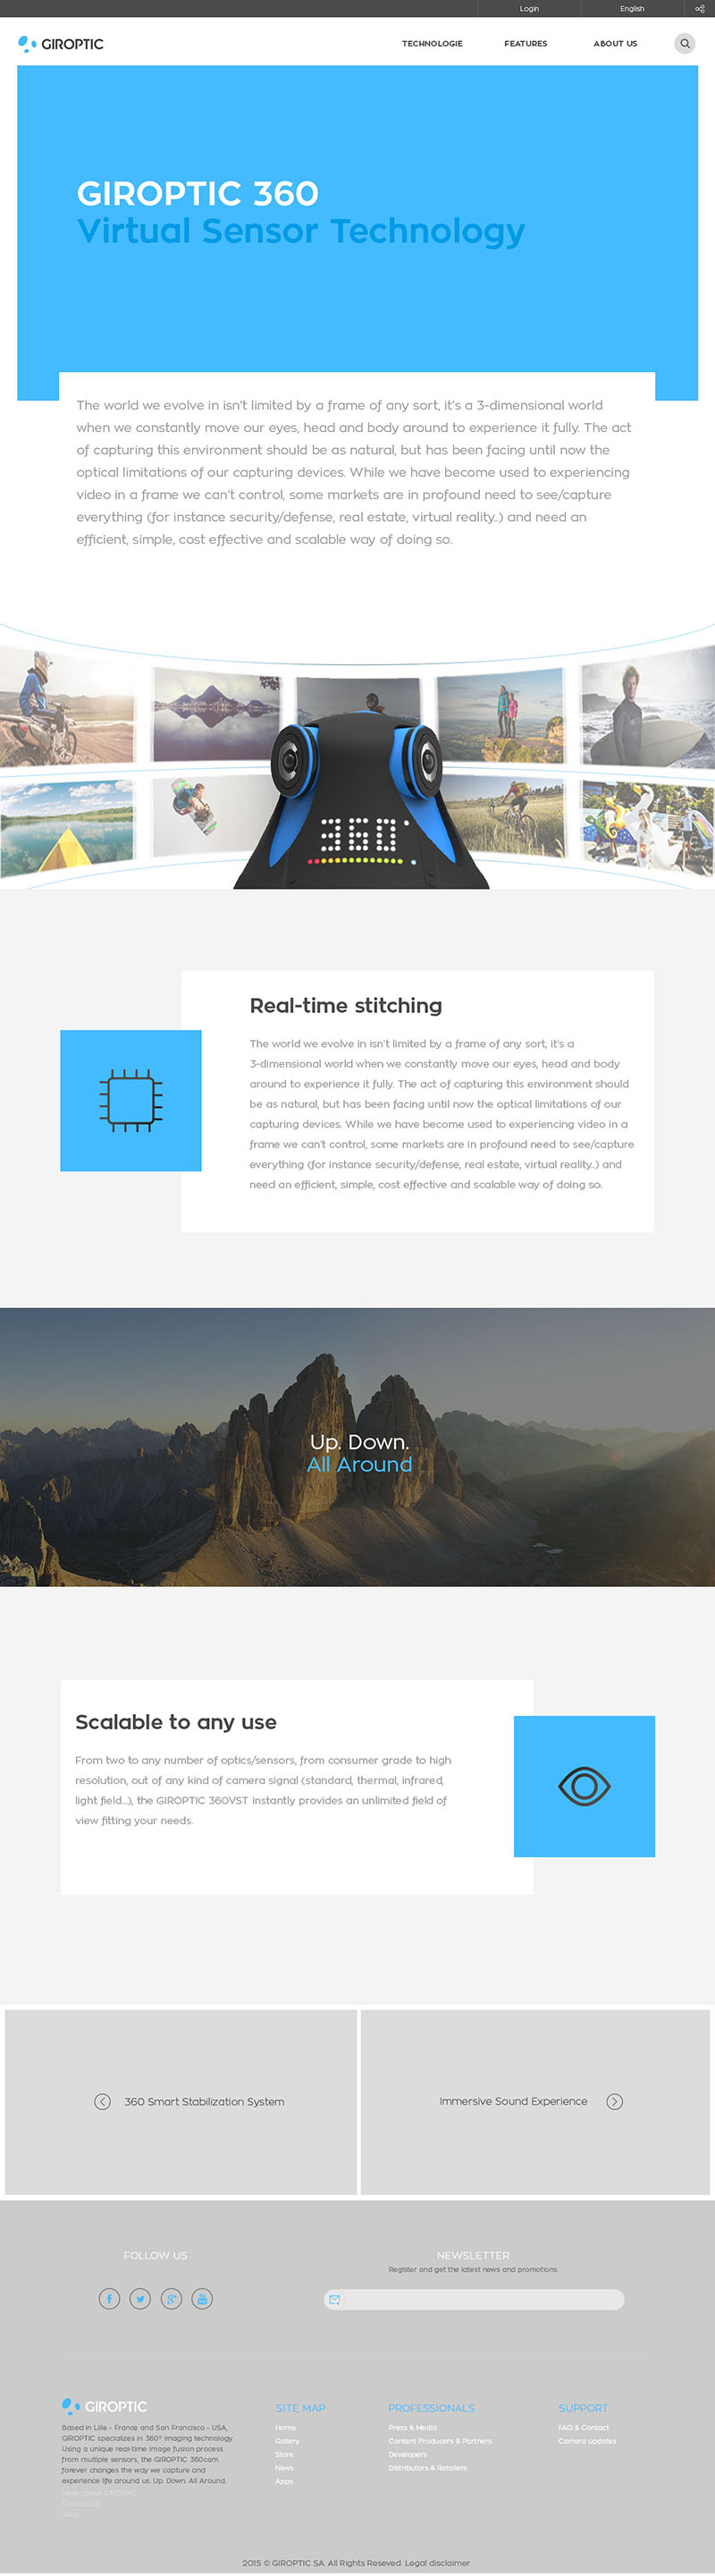 Login
English
GIROPTIC
TECHNOLOGIE
FEATURES
ABOUT US
GIROPTIC 360
Virtual Sensor Technology
The world we evolve in isn't limited by a frame of any sort, it's a 3-dimensional world
when we constantly move our eyes, head and body around to experience it fully. The act
of capturing this environment should be as natural, but has been facing until now the
optical limitations of our capturing devices. While we have become used to experiencing
video in a frame we can't control, some markets are in profound need to see/capture
everything (for instance security/defense, real estate, virtual reality..) and need an
efficient, simple, cost effective and scalable way of doing so.
360°
Real-time stitching
The world we evolve in isn't limited by a frame of any sort, it's a
3-dimensional world when we constantly move our eyes, head and body
around to experience it fully. The act of capturing this environment should
be as natural, but has been facing until now the optical limitations of our
capturing devices. While we have become used to experiencing video in a
frame we can't control, some markets are in profound need to see/capture
everything (for instance security/defense, real estate, virtual reality..) and
need an efficient, simple, cost effective and scalable way of doing so.
Up. Down.
All Around
Scalable to any use
From two to any number of optics/sensors, from consumer grade to high
resolution, out of any kind of camera signal (standard, thermal, infrared,
light field...), the GIROPTIC 360VST instantly provides an unlimited field of
view fitting your needs.
360 Smart Stabilization System
Immersive Sound Experience
FOLLOW US
NEWSLETTER
Register and get the latest news and promotions
GIROPTIC
Based in Lille - France and San Francisco - USA,
GIROPTIC specializes in 360° imaging technology.
Using a unique real-time image fusion process
from multiple sensors, the GIROPTIC 360cam
forever changes the way we capture and
experience life around us. Up. Down. All Around.
More about GIROPTIC
Contact us
Jobs
SITE MAP
Home
Gallery
Store
News
Apps
PROFESSIONALS
Press & Media
Content Producers & Partners
Developers
Distributors & Retailers
SUPPORT
FAQ & Contact
Camera updates
2015 © GIROPTIC SA. All Rights Reseved. Legal disclaimer